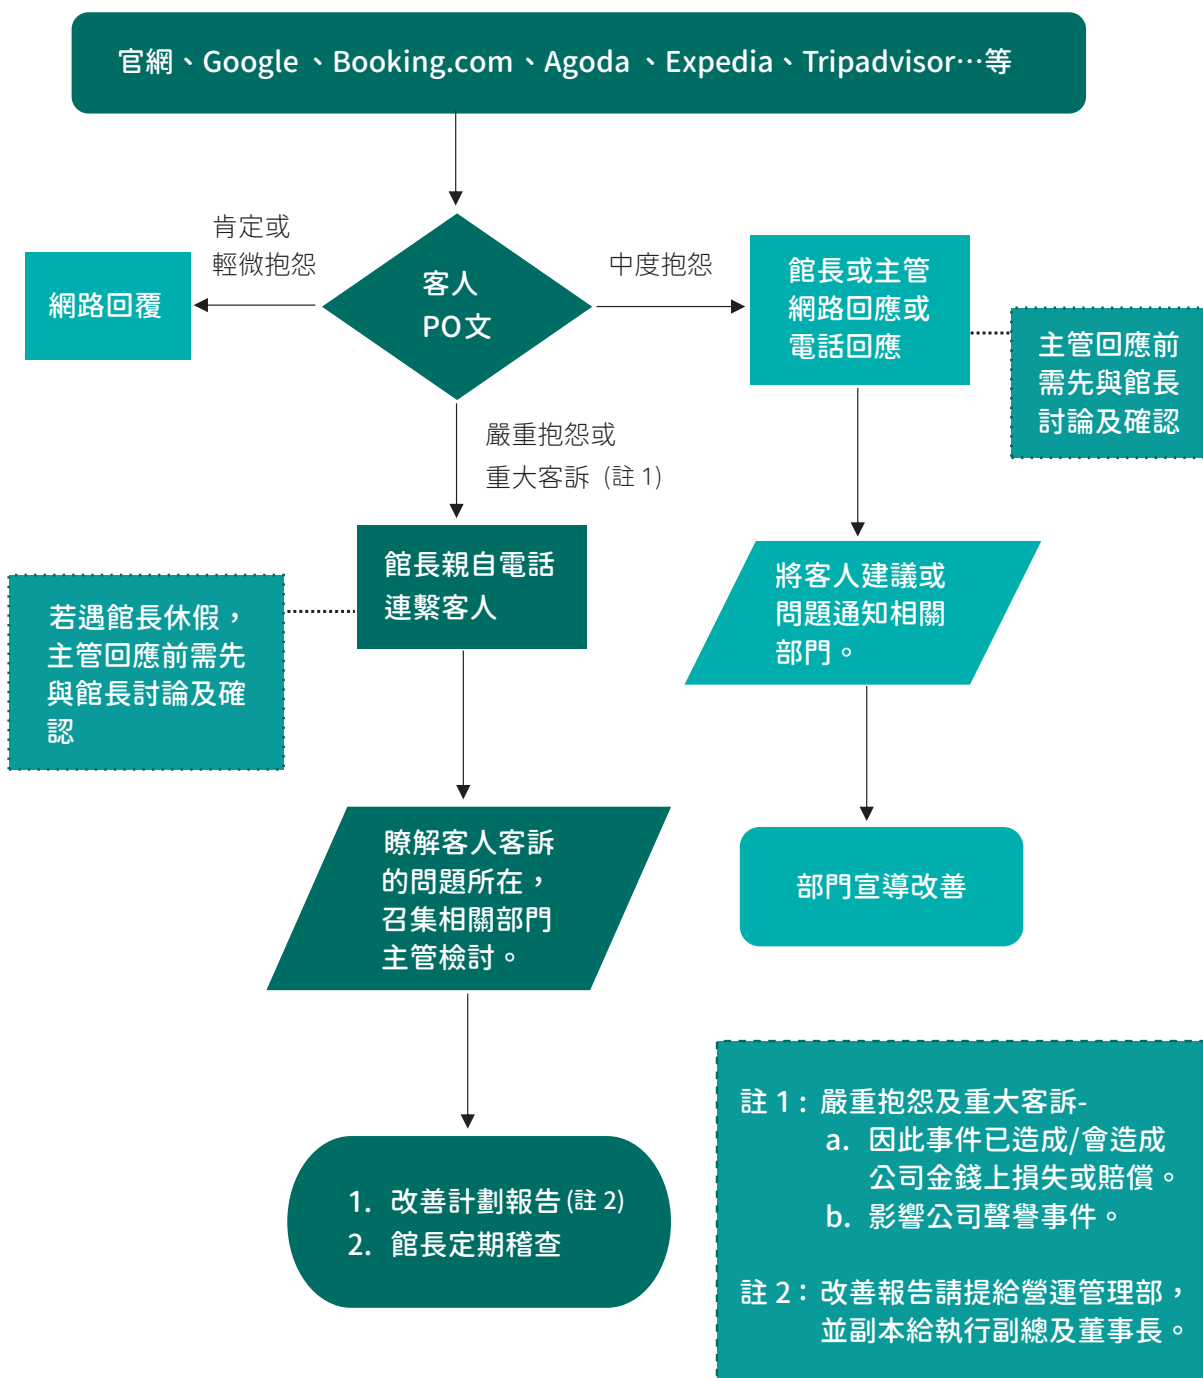 官網、Google 、Booking.com 、Agoda 、Expedia、Tripadvisor…等
肯定或
輕微抱怨
網路回覆
客人
PO文
中度抱怨
館長或主管
網路回應或
電話回應
主管回應前
需先與館長
討論及確認
嚴重抱怨或
重大客訴 (註 1)
館長親自電話
連繫客人
若遇館長休假，
主管回應前需先
與館長討論及確
認
將客人建議或
問題通知相關
部門。
瞭解客人客訴
的問題所在，
召集相關部門
主管檢討。
部門宣導改善
1. 改善計劃報告(註 2)
2. 館長定期稽查
註 1： 嚴重抱怨及重大客訴-
a. 因此事件已造成/會造成
公司金錢上損失或賠償。
b. 影響公司聲譽事件。
註 2： 改善報告請提給營運管理部，
並副本給執行副總及董事長。